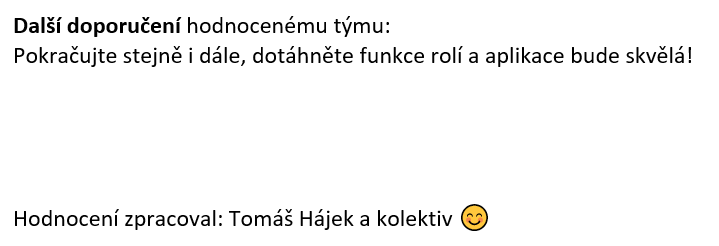 Další doporučení hodnocenému týmu:
Pokračujte stejně i dále, dotáhněte funkce rolí a aplikace bude skvělá!
Hodnocení zpracoval: Tomáš Hájek a kolektiv 😊